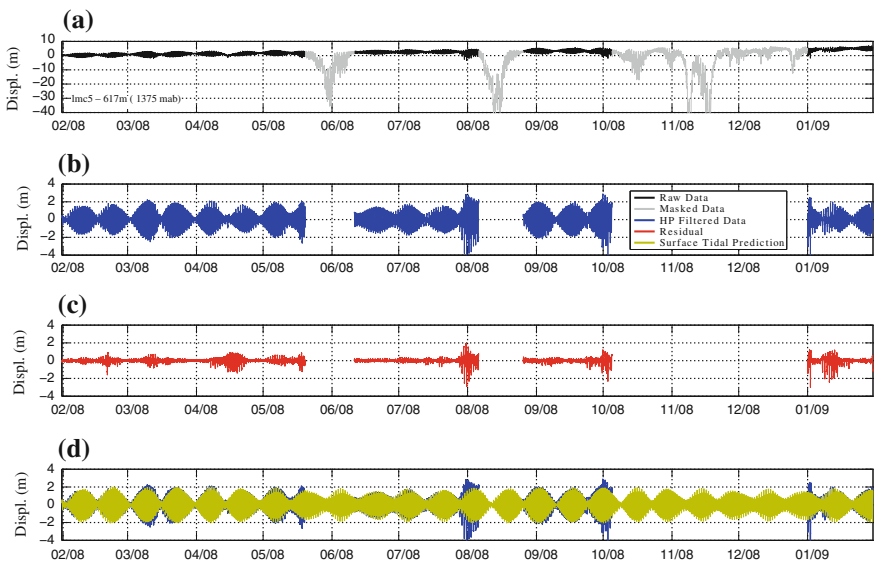 (a)
Displ. (m)
10
0
−10
−20
−30
−40
lmc5 – 617m ( 1375 mab)
02/08 03/08 04/08 05/08 06/08 07/08 08/08 09/08 10/08 11/08 12/08 01/09
(b)
Displ. (m)
4
2
0
−2
−4
Raw Data
Masked Data
HP Filtered Data
Residual
Surface Tidal Prediction
02/08 03/08 04/08 05/08 06/08 07/08 08/08 09/08 10/08 11/08 12/08 01/09
(c)
Displ. (m)
4
2
0
−2
−4
02/08 03/08 04/08 05/08 06/08 07/08 08/08 09/08 10/08 11/08 12/08 01/09
(d)
Displ. (m)
4
2
0
−2
−4
02/08 03/08 04/08 05/08 06/08 07/08 08/08 09/08 10/08 11/08 12/08 01/09